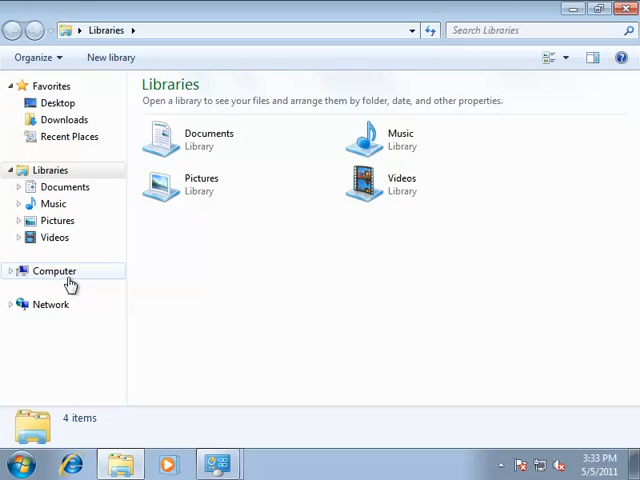 Libraries
Search Libraries
Organize
New library
Favorites
Desktop
Downloads
Recent Places
Libraries
Documents
Music
Pictures
Videos
Computer
Network
Libraries
Open a library to see your files and arrange them by folder, date, and other properties.
Documents
Library
Music
Library
Pictures
Library
Videos
Library
4 items
3:33 PM
5/5/2011